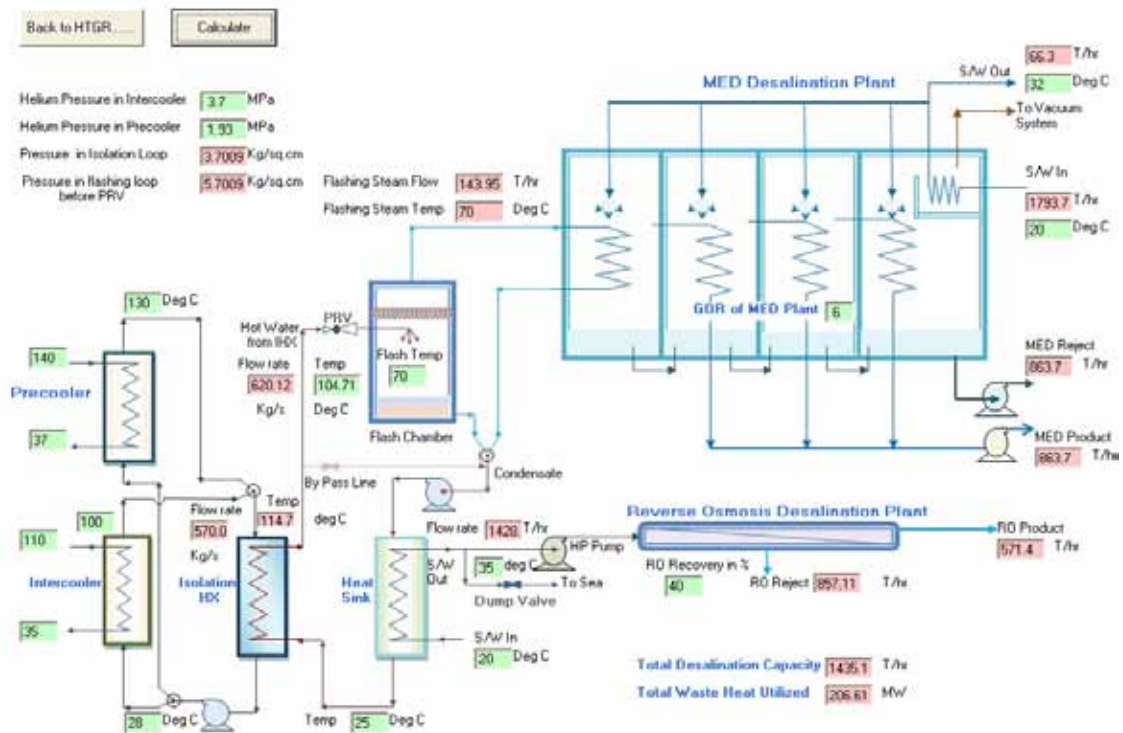 Back to HTGR......
Calculate
Helium Pressure in Intercooler 3.7 MPa
Helium Pressure in Precooler 1.93 MPa
Pressure in Isolation Loop 3.7009 Kg/sq.cm
Pressure in flashing loop before PRV 5.7009 Kg/sq.cm
Flashing Steam Flow 143.95 T/hr
Flashing Steam Temp 70 Deg C
MED Desalination Plant
S/W Out
66.3 T/hr
32 Deg C
To Vacuum
System
S/W In
1793.7 T/hr
20 Deg C
GOR of MED Plant 6
MED Reject
863.7 T/hr
MED Product
863.7 T/hr
130 Deg C
140
Precooler
37
Hot Water
from IHX
Flow rate
620.12
Kg/s
PRV
Temp
104.71
Deg C
Flash Temp
70
Flash Chamber
By Pass Line
Condensate
100
110
Intercooler
35
28 Deg C
Flow rate
570.0
Kg/s
Temp
114.7 deg C
Isolation
HX
Temp 25 Deg C
Heat
Sink
Flow rate 1428 T/hr
S/W
Out
35 deg C
HP Pump
To Sea
Dump Valve
S/W In
20 Deg C
Reverse Osmosis Desalination Plant
RO Product
571.4
T/hr
RO Recovery in %
40
RO Reject 857.11 T/hr
Total Desalination Capacity 1435.1 T/hr
Total Waste Heat Utilized 206.61 MW